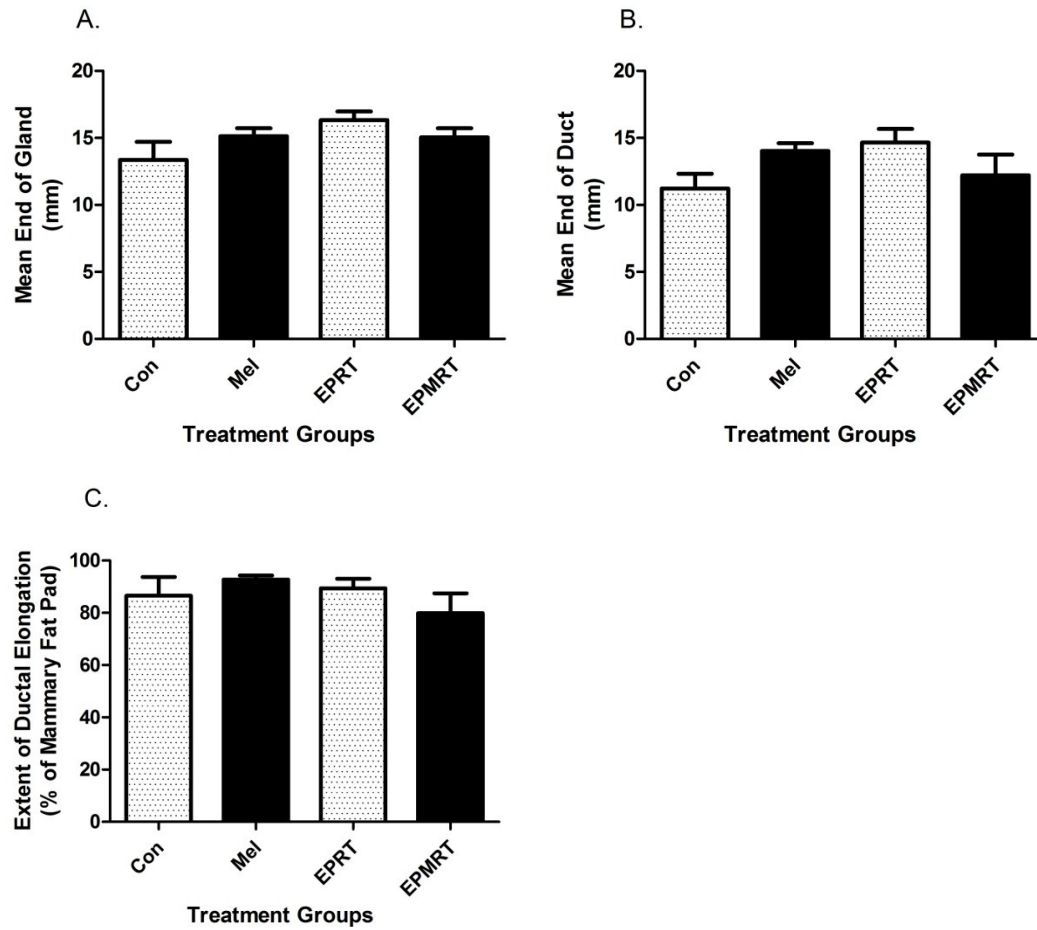 A.
Mean End of Gland
(mm)
20
15
10
5
0
Con
Mel
EPRT
EPMRT
Treatment Groups
B.
Mean End of Duct
(mm)
20
15
10
5
0
Con
Mel
EPRT
EPMRT
Treatment Groups
C.
Extent of Ductal Elongation
(% of Mammary Fat Pad)
100
80
60
40
20
0
Con
Mel
EPRT
EPMRT
Treatment Groups